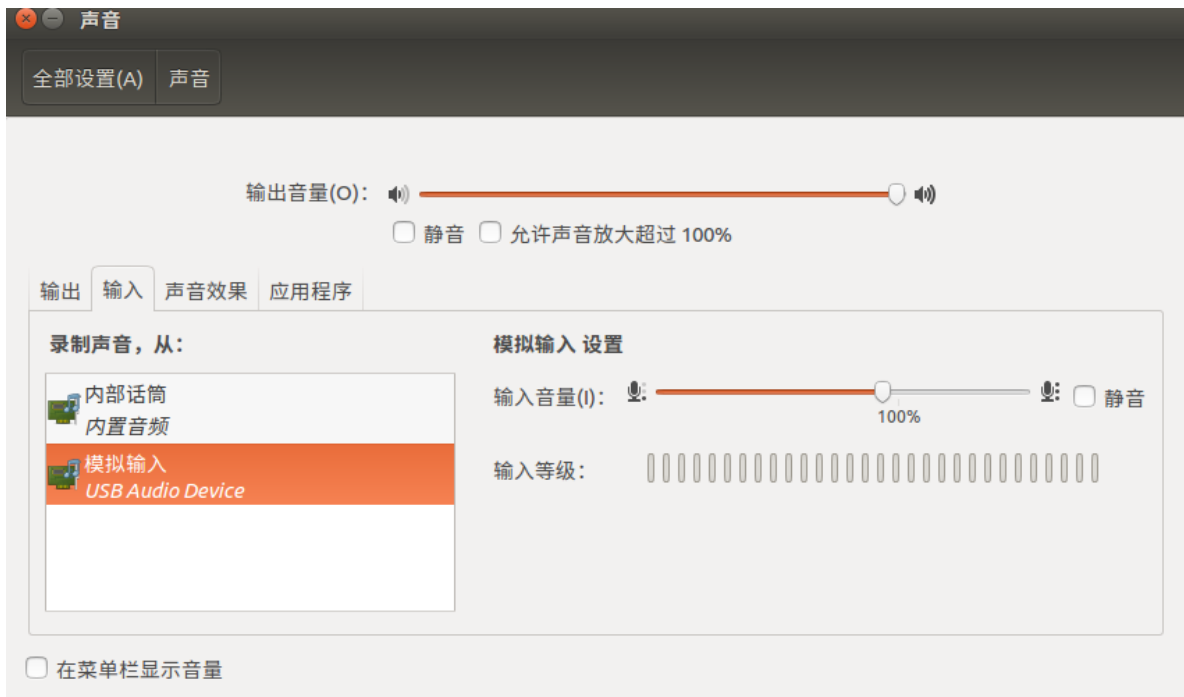 声音
全部设置(A) 声音
输出音量(O)：
静音 允许声音放大超过 100%
输出 输入 声音效果 应用程序
录制声音，从：
内部话筒
内置音频
模拟输入
USB Audio Device
模拟输入 设置
输入音量(I)： 静音
100%
输入等级：
在菜单栏显示音量